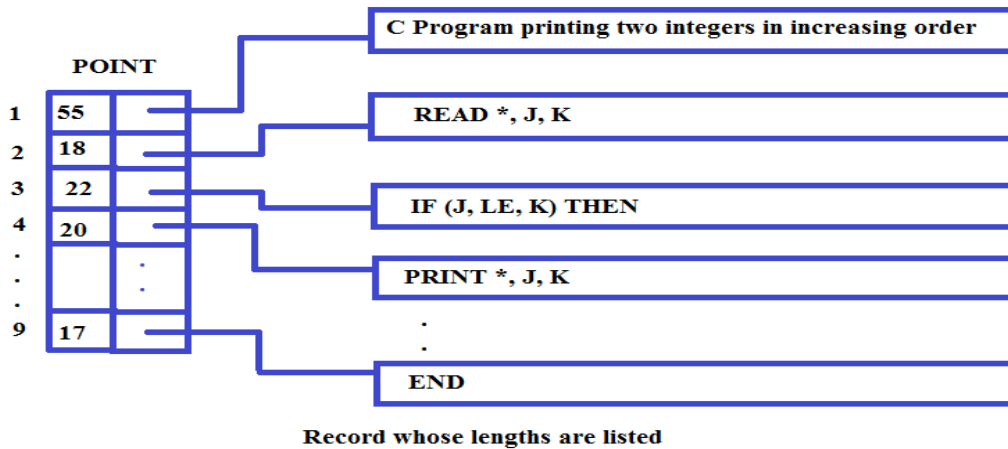 C Program printing two integers in increasing order
POINT
1 55
READ *, J, K
2 18
3 22
IF (J, LE, K) THEN
4 20
PRINT *, J, K
.
.
.
.
.
.
.
9 17
END
Record whose lengths are listed